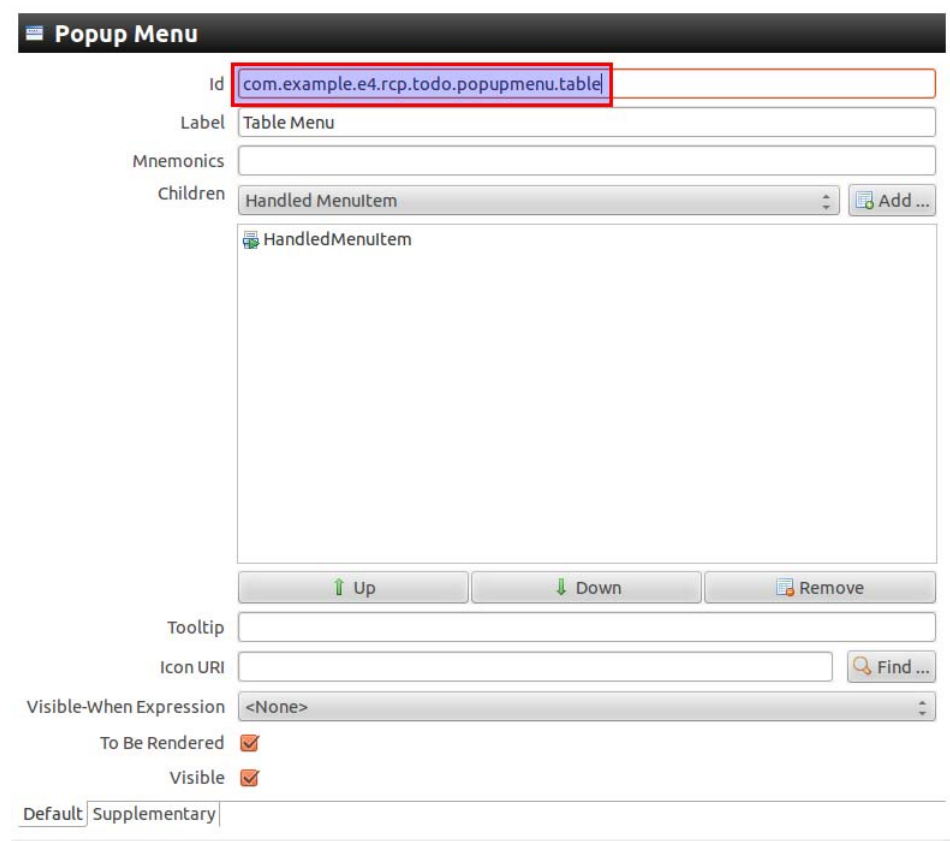 Popup Menu
Id com.example.e4.rcp.todo.popupmenu.table
Label Table Menu
Mnemonics
Children Handled MenuItem Add ...
HandledMenuItem
Up Down Remove
Tooltip
Icon URI Find ...
Visible-When Expression <None>
To Be Rendered
Visible
Default Supplementary